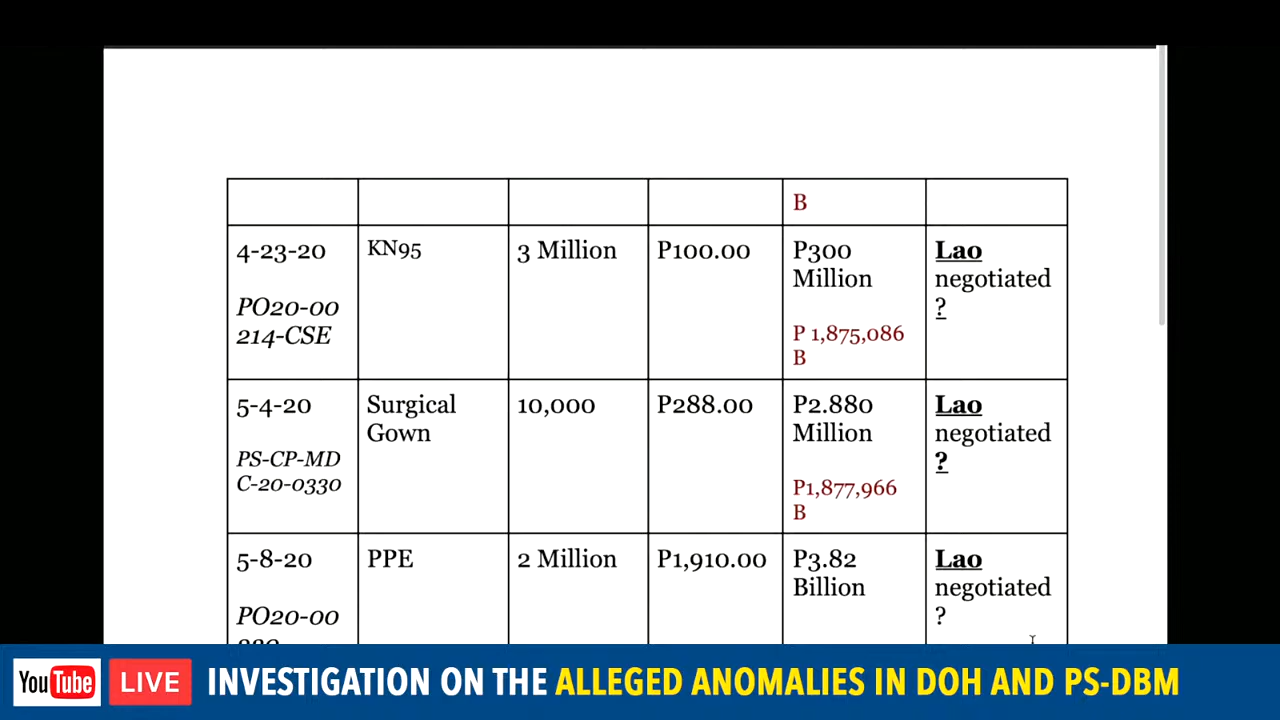 B
4-23-20
KN95
3 Million
P100.00
P300
Million
Lao
negotiated
?
PO20-00
214-CSE
P 1,875,086
B
5-4-20
Surgical
Gown
10,000
P288.00
P2.880
Million
Lao
negotiated
?
PS-CP-MD
C-20-0330
P1,877,966
B
5-8-20
PPE
2 Million
P1,910.00
P3.82
Billion
Lao
negotiated
?
PO20-00
YouTube LIVE INVESTIGATION ON THE ALLEGED ANOMALIES IN DOH AND PS-DBM